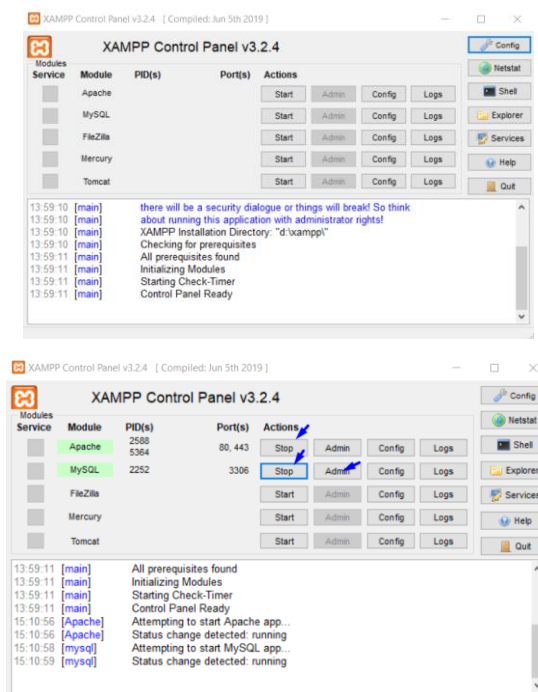 XAMPP Control Panel v3.2.4 [ Compiled: Jun 5th 2019 ]
XAMPP Control Panel v3.2.4
Config
Modules
Service Module PID(s) Port(s) Actions
Netstat
Apache Start Admin Config Logs
Shell
MySQL Start Admin Config Logs
Explorer
FileZilla Start Admin Config Logs
Services
Mercury Start Admin Config Logs
Help
Tomcat Start Admin Config Logs
Quit
13:59:10 [main] there will be a security dialogue or things will break! So think
13:59:10 [main] about running this application with administrator rights!
13:59:10 [main] XAMPP Installation Directory: "d:\xampp\"
13:59:10 [main] Checking for prerequisites
13:59:11 [main] All prerequisites found
13:59:11 [main] Initializing Modules
13:59:11 [main] Starting Check-Timer
13:59:11 [main] Control Panel Ready
XAMPP Control Panel v3.2.4 [ Compiled: Jun 5th 2019 ]
XAMPP Control Panel v3.2.4
Config
Modules
Service Module PID(s) Port(s) Actions
Netstat
Apache 2588 5364 80, 443 Stop Admin Config Logs
Shell
MySQL 2252 3306 Stop Admin Config Logs
Explorer
FileZilla Start Admin Config Logs
Services
Mercury Start Admin Config Logs
Help
Tomcat Start Admin Config Logs
Quit
13:59:11 [main] All prerequisites found
13:59:11 [main] Initializing Modules
13:59:11 [main] Starting Check-Timer
13:59:11 [main] Control Panel Ready
15:10:56 [Apache] Attempting to start Apache app...
15:10:56 [Apache] Status change detected: running
15:10:58 [mysql] Attempting to start MySQL app...
15:10:59 [mysql] Status change detected: running